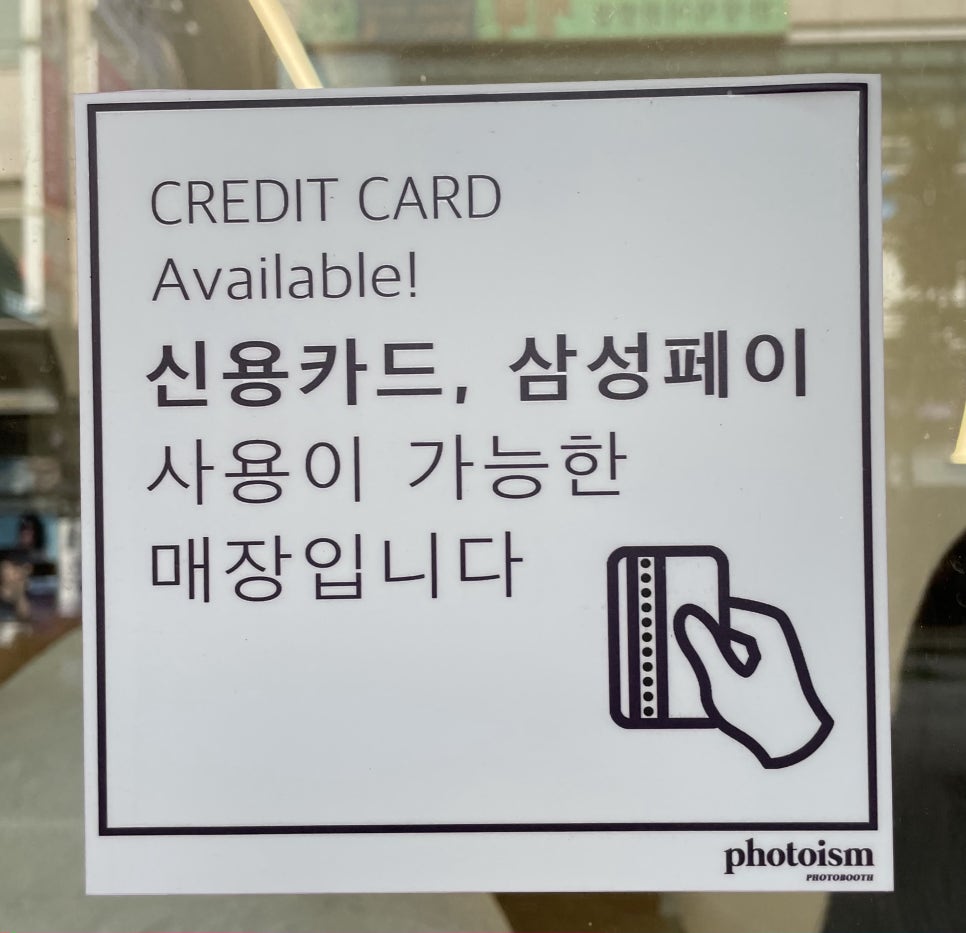 CREDIT CARD
Available!
신용카드, 삼성페이
사용이 가능한
매장입니다
photoism
PHOTOBOOTH